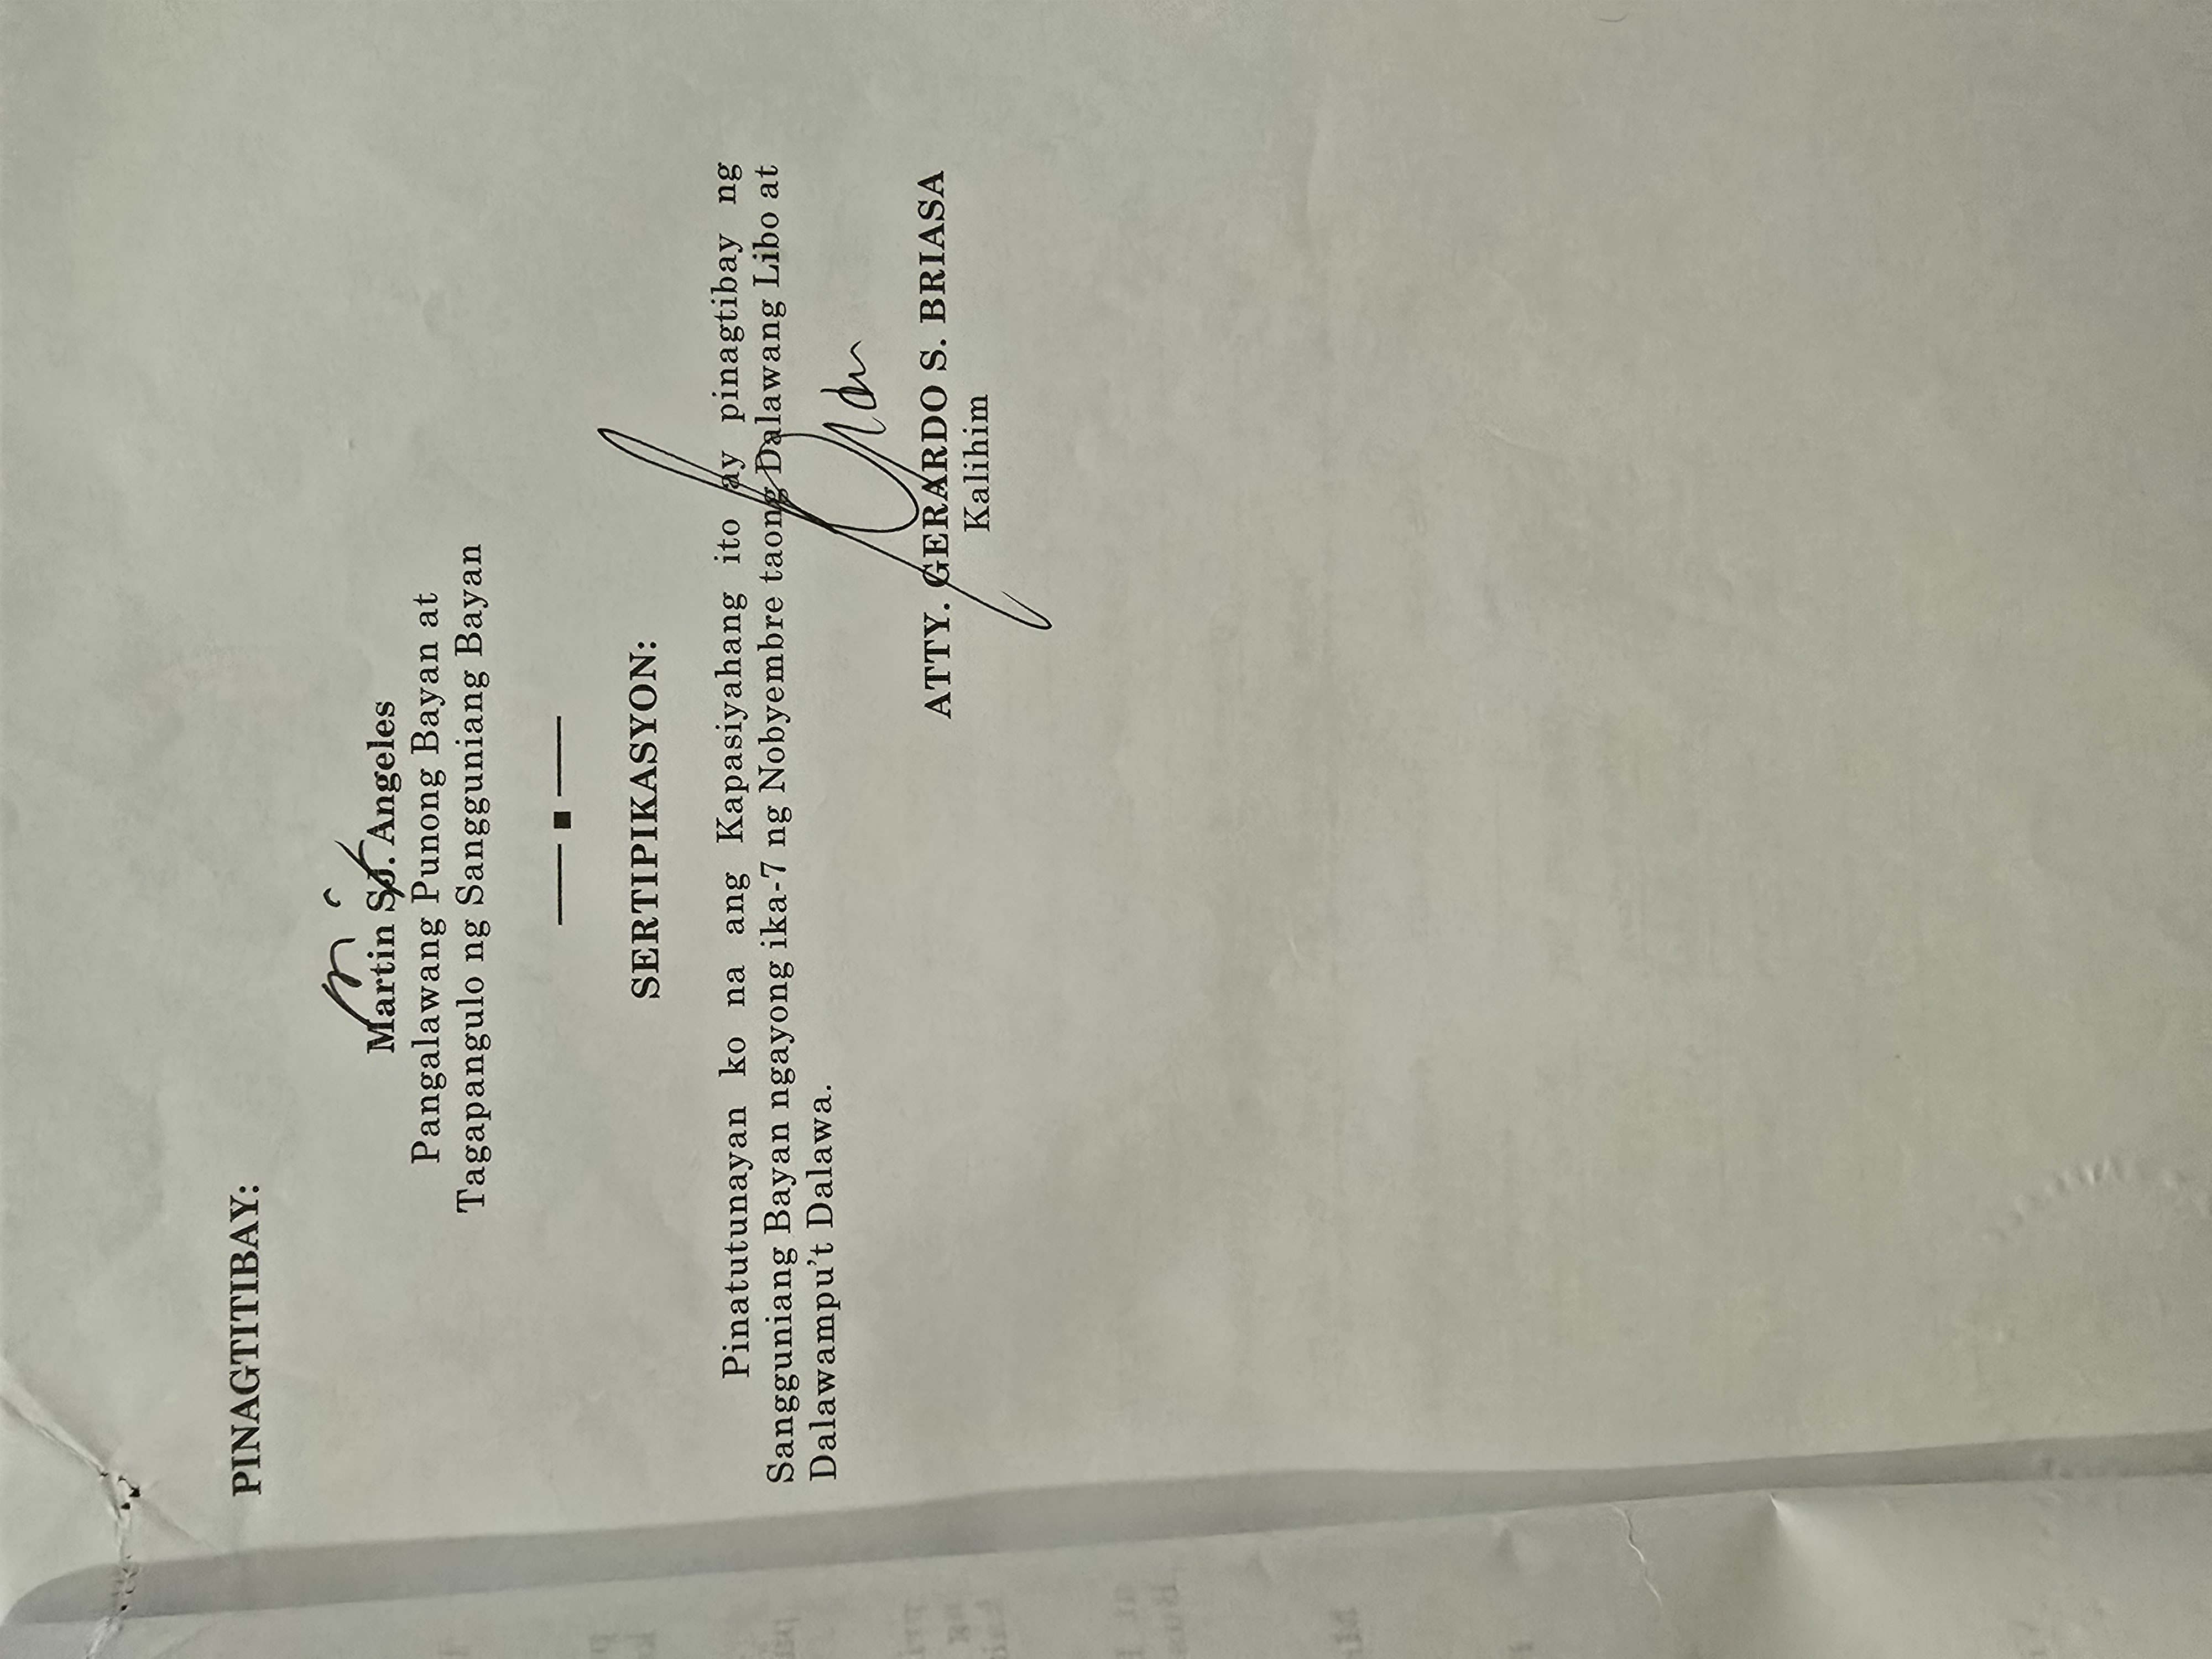 PINAGTITIBAY:
Martin SJ. Angeles
Pangalawang Punong Bayan at
Tagapangulo ng Sangguniang Bayan
SERTIPIKASYON:
Pinatutunayan ko na ang Kapasiyahang ito ay pinagtibay ng
Sangguniang Bayan ngayong ika-7 ng Nobyembre taong Dalawang Libo at
Dalawampu't Dalawa.
ATTY. GERARDO S. BRIASA
Kalihim